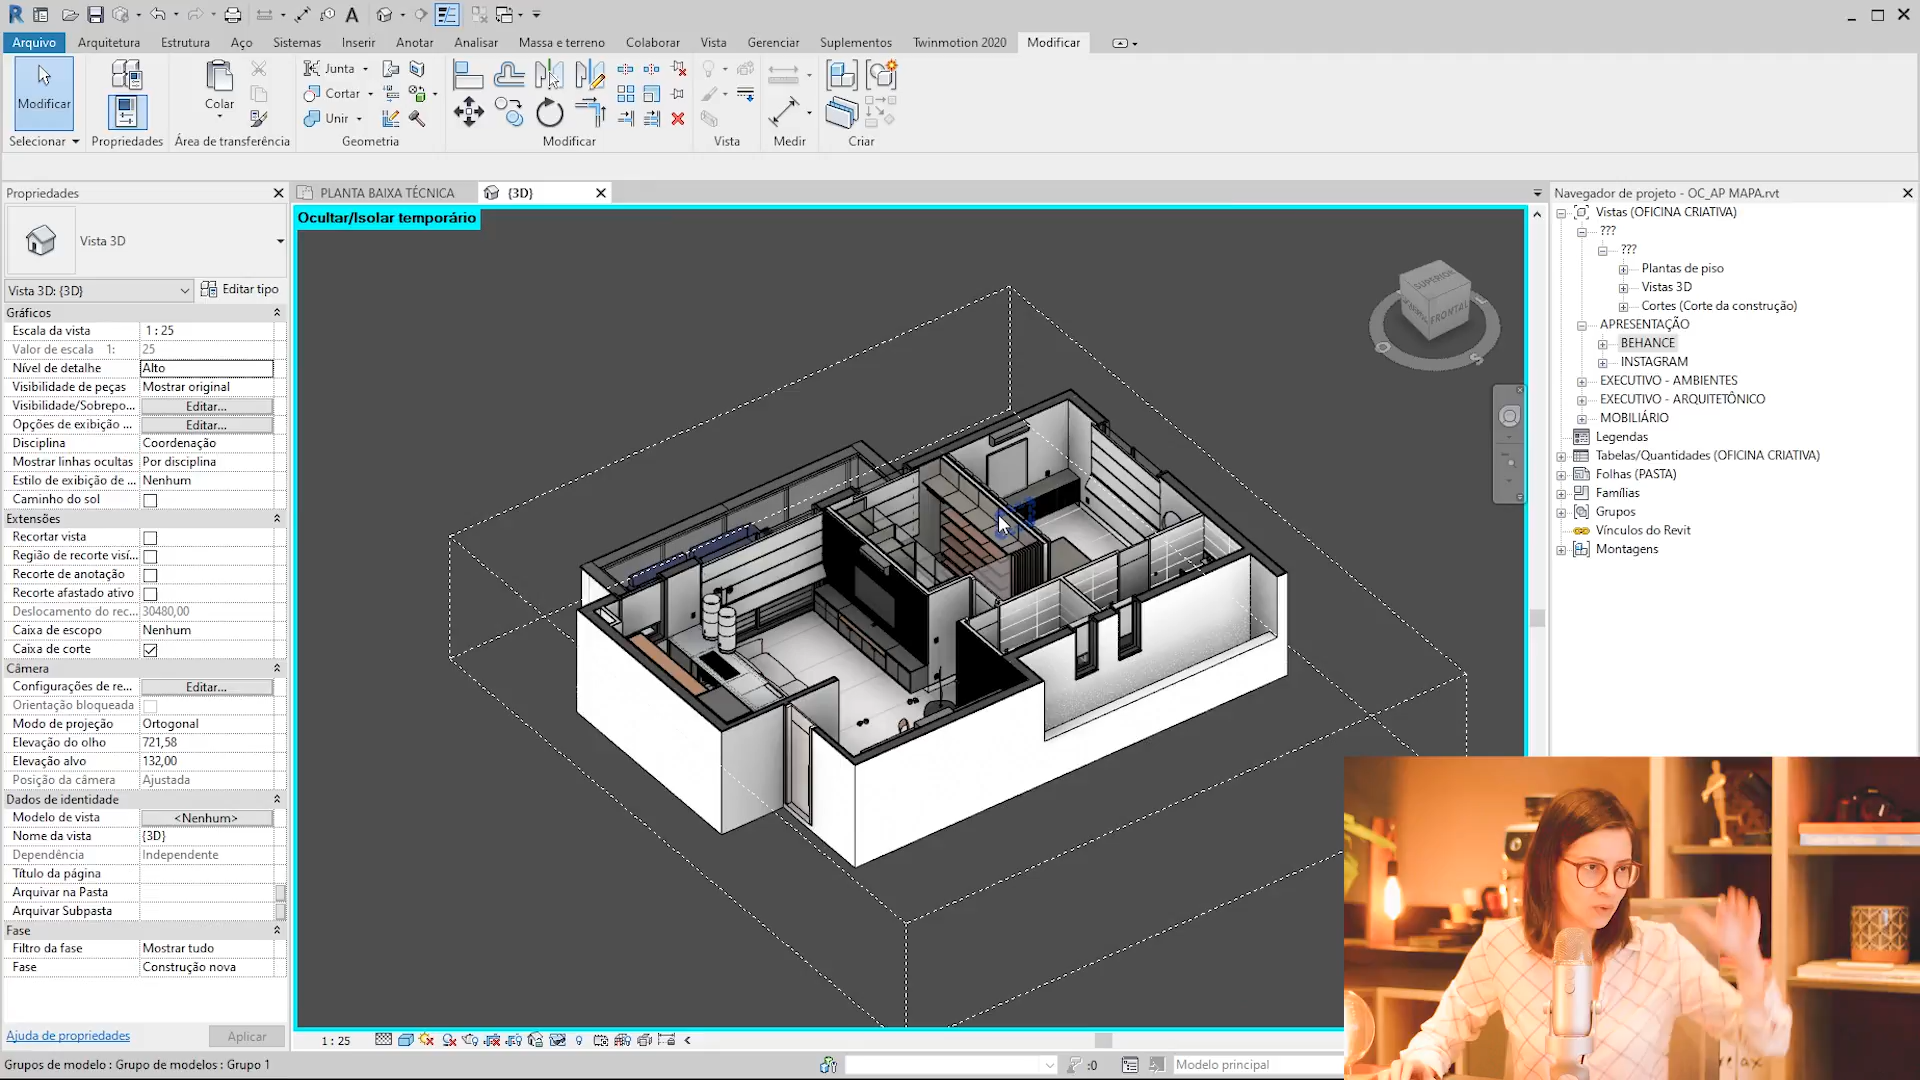 Arquivo Arquitetura Estrutura Aço Sistemas Inserir Anotar Analisar Massa e terreno Colaborar Vista Gerenciar Suplementos Twinmotion 2020 Modificar
Modificar
Colar
Junta
Cortar
Unir
Selecionar Propriedades Área de transferência Geometria Modificar Vista Medir Criar
Propriedades
PLANTA BAIXA TÉCNICA
{3D}
Ocultar/Isolar temporário
Vista 3D
Vista 3D: {3D}
Editar tipo
Gráficos
Escala da vista 1 : 25
Valor de escala 1: 25
Nível de detalhe Alto
Visibilidade de peças Mostrar original
Visibilidade/Sobrepo... Editar...
Opções de exibição ... Editar...
Disciplina Coordenação
Mostrar linhas ocultas Por disciplina
Estilo de exibição de ... Nenhum
Caminho do sol
Extensões
Recortar vista
Região de recorte visí...
Recorte de anotação
Recorte afastado ativo
Deslocamento do rec... 30480,00
Caixa de escopo Nenhum
Caixa de corte
Câmera
Configurações de re... Editar...
Orientação bloqueada
Modo de projeção Ortogonal
Elevação do olho 721,58
Elevação alvo 132,00
Posição da câmera Ajustada
Dados de identidade
Modelo de vista <Nenhum>
Nome da vista {3D}
Dependência Independente
Título da página
Arquivar na Pasta
Arquivar Subpasta
Fase
Filtro da fase Mostrar tudo
Fase Construção nova
Ajuda de propriedades
Aplicar
SUPERIOR
FRONTAL
O
S
Navegador de projeto - OC_AP MAPA.rvt
Vistas (OFICINA CRIATIVA)
???
???
Plantas de piso
Vistas 3D
Cortes (Corte da construção)
APRESENTAÇÃO
BEHANCE
INSTAGRAM
EXECUTIVO - AMBIENTES
EXECUTIVO - ARQUITETÔNICO
MOBILIÁRIO
Legendas
Tabelas/Quantidades (OFICINA CRIATIVA)
Folhas (PASTA)
Famílias
Grupos
Vínculos do Revit
Montagens
1 : 25
Grupos de modelo : Grupo de modelos : Grupo 1
:0
Modelo principal